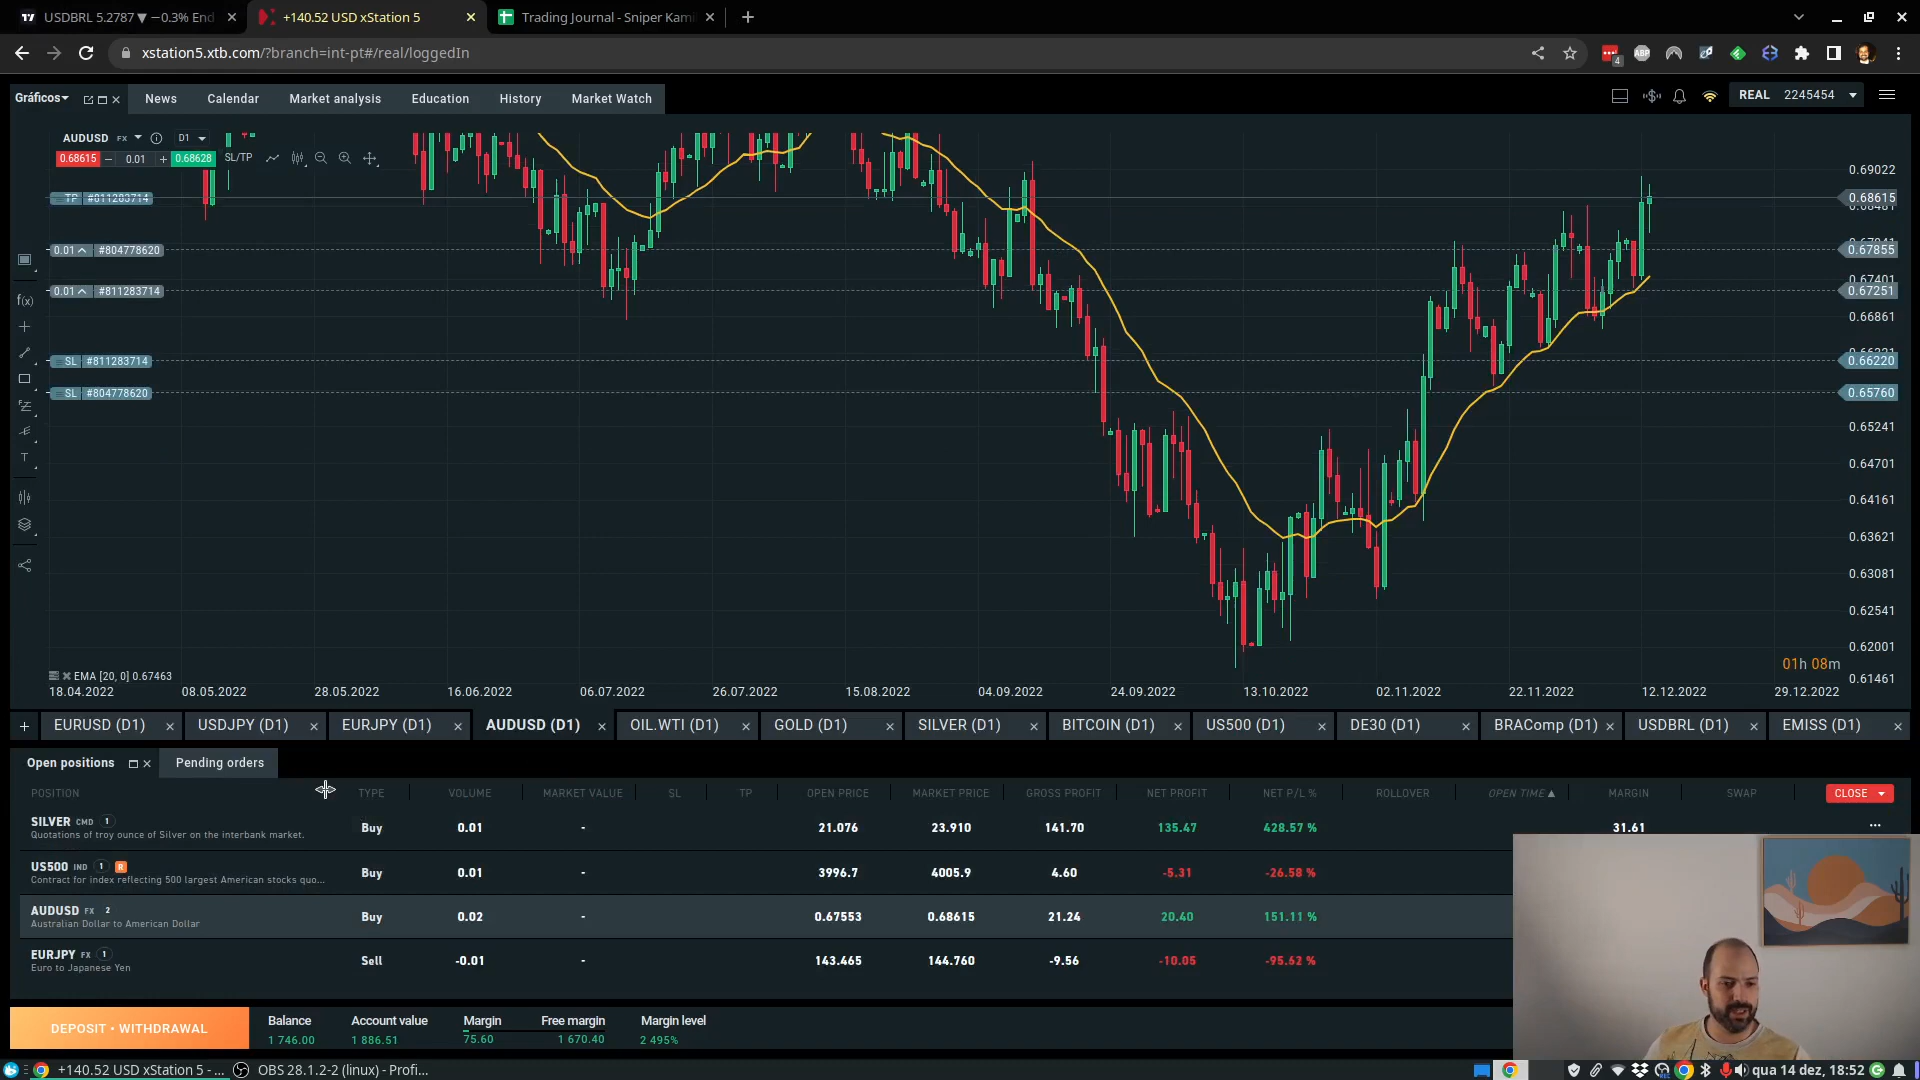 USDBRL 5.2787 ▼ −0.3% End
+140.52 USD xStation 5
Trading Journal - Sniper Kami
xstation5.xtb.com/?branch=int-pt#/real/loggedIn
4
ABP
Gráficos
News
Calendar
Market analysis
Education
History
Market Watch
REAL 2245454
AUDUSD FX
D1
0.68615
0.01
0.68628
SL/TP
TP #811283714
0.01 #804778620
0.01 #811283714
SL #811283714
SL #804778620
f(x)
T
0.69022
0.68615
0.67855
0.67401
0.67251
0.66861
0.66220
0.65760
0.65241
0.64701
0.64161
0.63621
0.63081
0.62541
0.62001
0.61461
01h 08m
EMA [20, 0] 0.67463
18.04.2022
08.05.2022
28.05.2022
16.06.2022
06.07.2022
26.07.2022
15.08.2022
04.09.2022
24.09.2022
13.10.2022
02.11.2022
22.11.2022
12.12.2022
29.12.2022
EURUSD (D1)
USDJPY (D1)
EURJPY (D1)
AUDUSD (D1)
OIL.WTI (D1)
GOLD (D1)
SILVER (D1)
BITCOIN (D1)
US500 (D1)
DE30 (D1)
BRAComp (D1)
USDBRL (D1)
EMISS (D1)
Open positions
Pending orders
POSITION TYPE VOLUME MARKET VALUE SL TP OPEN PRICE MARKET PRICE GROSS PROFIT NET PROFIT NET P/L % ROLLOVER OPEN TIME ▲ MARGIN SWAP CLOSE
SILVER CMD 1 Buy 0.01 - 21.076 23.910 141.70 135.47 428.57 % 31.61 ...
Quotations of troy ounce of Silver on the interbank market.
US500 IND 1 R Buy 0.01 - 3996.7 4005.9 4.60 -5.31 -26.58 %
Contract for index reflecting 500 largest American stocks quo...
AUDUSD FX 2 Buy 0.02 - 0.67553 0.68615 21.24 20.40 151.11 %
Australian Dollar to American Dollar
EURJPY FX 1 Sell -0.01 - 143.465 144.760 -9.56 -10.05 -95.62 %
Euro to Japanese Yen
DEPOSIT • WITHDRAWAL
Balance Account value Margin Free margin Margin level
1 746.00 1 886.51 75.60 1 670.40 2 495%
+140.52 USD xStation 5 - ...
OBS 28.1.2-2 (linux) - Profi...
qua 14 dez, 18:52